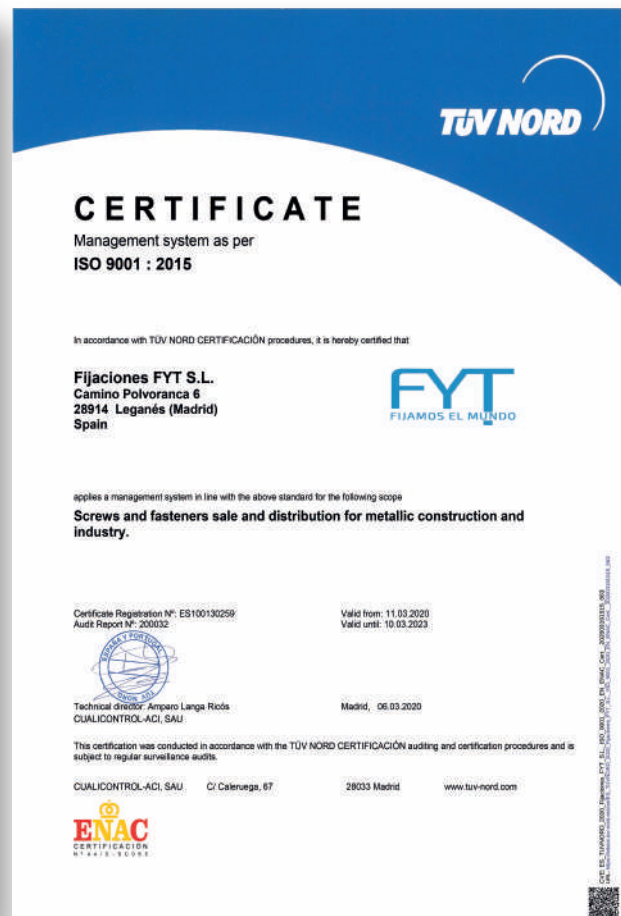 TÜV NORD
CERTIFICATE
Management system as per
ISO 9001 : 2015
In accordance with TÜV NORD CERTIFICACIÓN procedures, it is hereby certified that
Fijaciones FYT S.L.
Camino Polvoranca 6
28914 Leganés (Madrid)
Spain
FYT
FIJAMOS EL MUNDO
applies a management system in line with the above standard for the following scope
Screws and fasteners sale and distribution for metallic construction and
industry.
Certificate Registration Nº: ES100130259
Audit Report Nº: 200032
Valid from: 11.03.2020
Valid until: 10.03.2023
ESPAÑA Y PORTUGAL
TÜV NORD
Technical director: Amparo Langa Ricós
CUALICONTROL-ACI, SAU
Madrid, 06.03.2020
This certification was conducted in accordance with the TÜV NORD CERTIFICACIÓN auditing and certification procedures and is
subject to regular surveillance audits.
CUALICONTROL-ACI, SAU C/ Caleruega, 67 28033 Madrid www.tuv-nord.com
ENAC
CERTIFICACIÓN